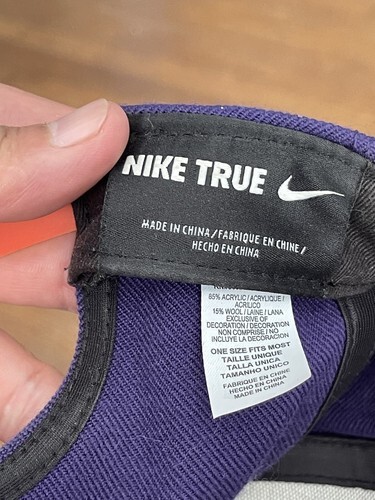 NIKE TRUE
MADE IN CHINA/FABRIQUE EN CHINE/
HECHO EN CHINA
85% ACRYLIC / ACRYLIQUE /
ACRILICO
15% WOOL / LAINE / LANA
EXCLUSIVE OF
DECORATION / DECORATION
NON COMPRISE / NO
INCLUYE LA DECORACION
ONE SIZE FITS MOST
TAILLE UNIQUE
TALLA UNICA
TAMANHO UNICO
FABRIQUE EN CHINE
HECHO EN CHINA
MADE IN CHINA